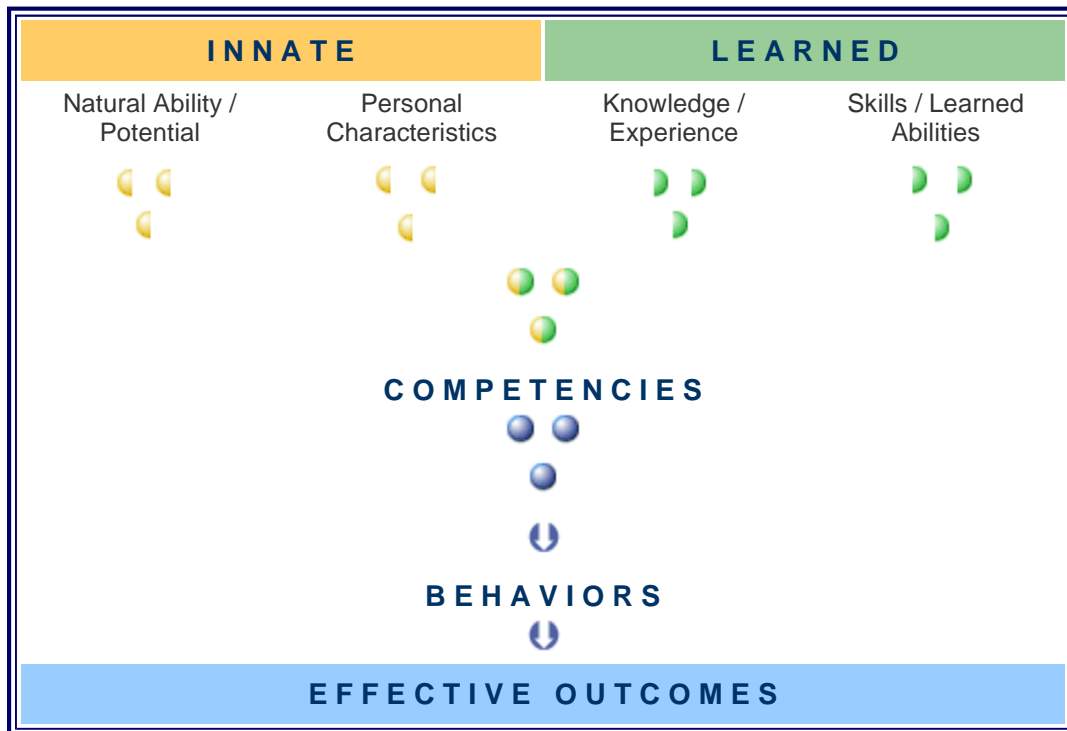 INNATE
LEARNED
Natural Ability /
Potential
Personal
Characteristics
Knowledge /
Experience
Skills / Learned
Abilities
COMPETENCIES
BEHAVIORS
EFFECTIVE OUTCOMES